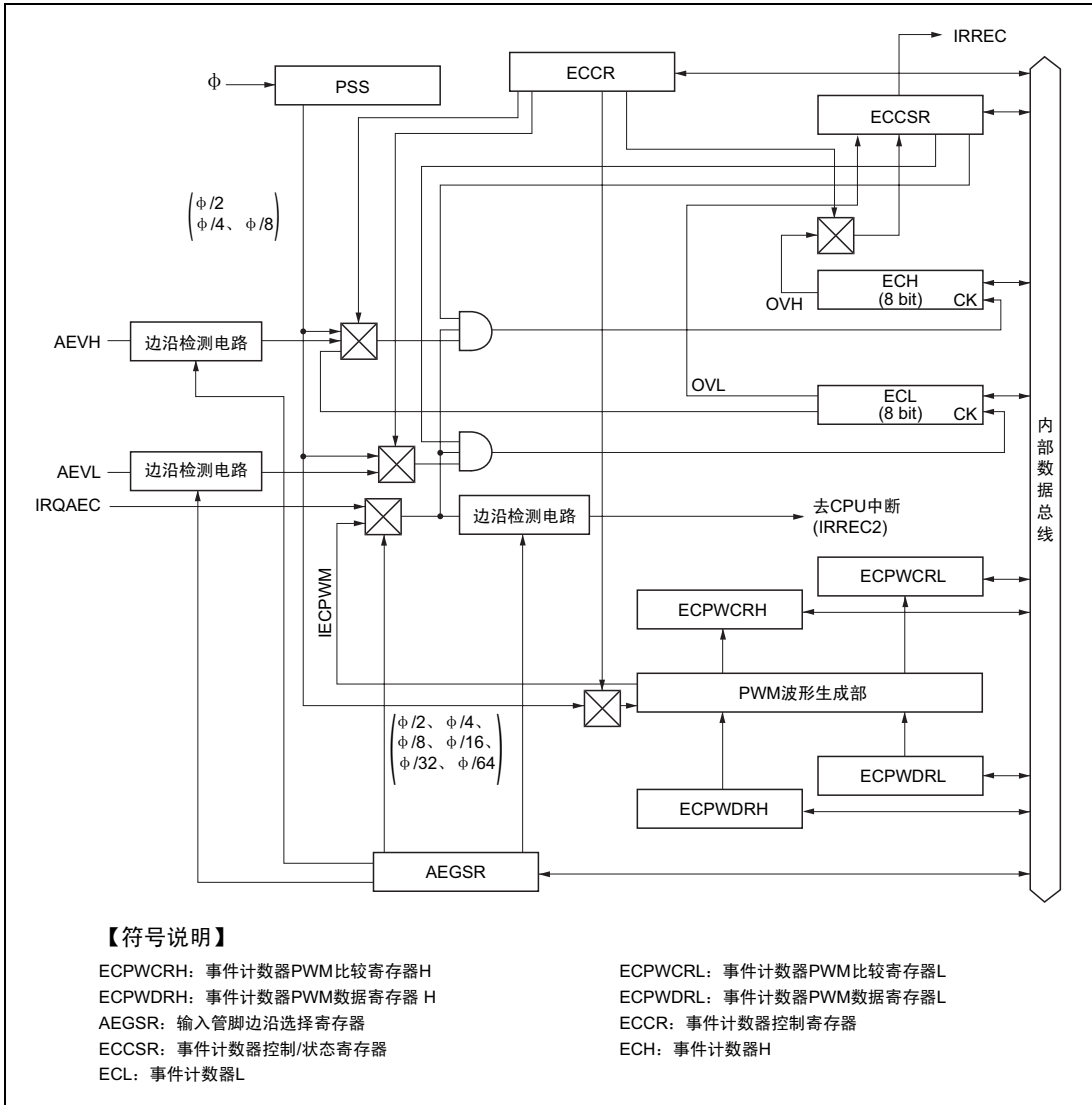 IRREC
ECCR
φ
PSS
ECCSR
φ/2
φ/4、φ/8
ECH
(8 bit)
CK
OVH
AEVH
边沿检测电路
OVL
ECL
(8 bit)
CK
内部数据总线
AEVL
边沿检测电路
IRQAEC
边沿检测电路
去CPU中断
(IRREC2)
IECPWM
ECPWCRL
ECPWCRH
PWM波形生成部
φ/2、φ/4、
φ/8、φ/16、
φ/32、φ/64
ECPWDRL
ECPWDRH
AEGSR
【符号说明】
ECPWCRH：事件计数器PWM比较寄存器H
ECPWCRL：事件计数器PWM比较寄存器L
ECPWDRH：事件计数器PWM数据寄存器 H
ECPWDRL：事件计数器PWM数据寄存器L
AEGSR：输入管脚边沿选择寄存器
ECCR：事件计数器控制寄存器
ECCSR：事件计数器控制/状态寄存器
ECH：事件计数器H
ECL：事件计数器L